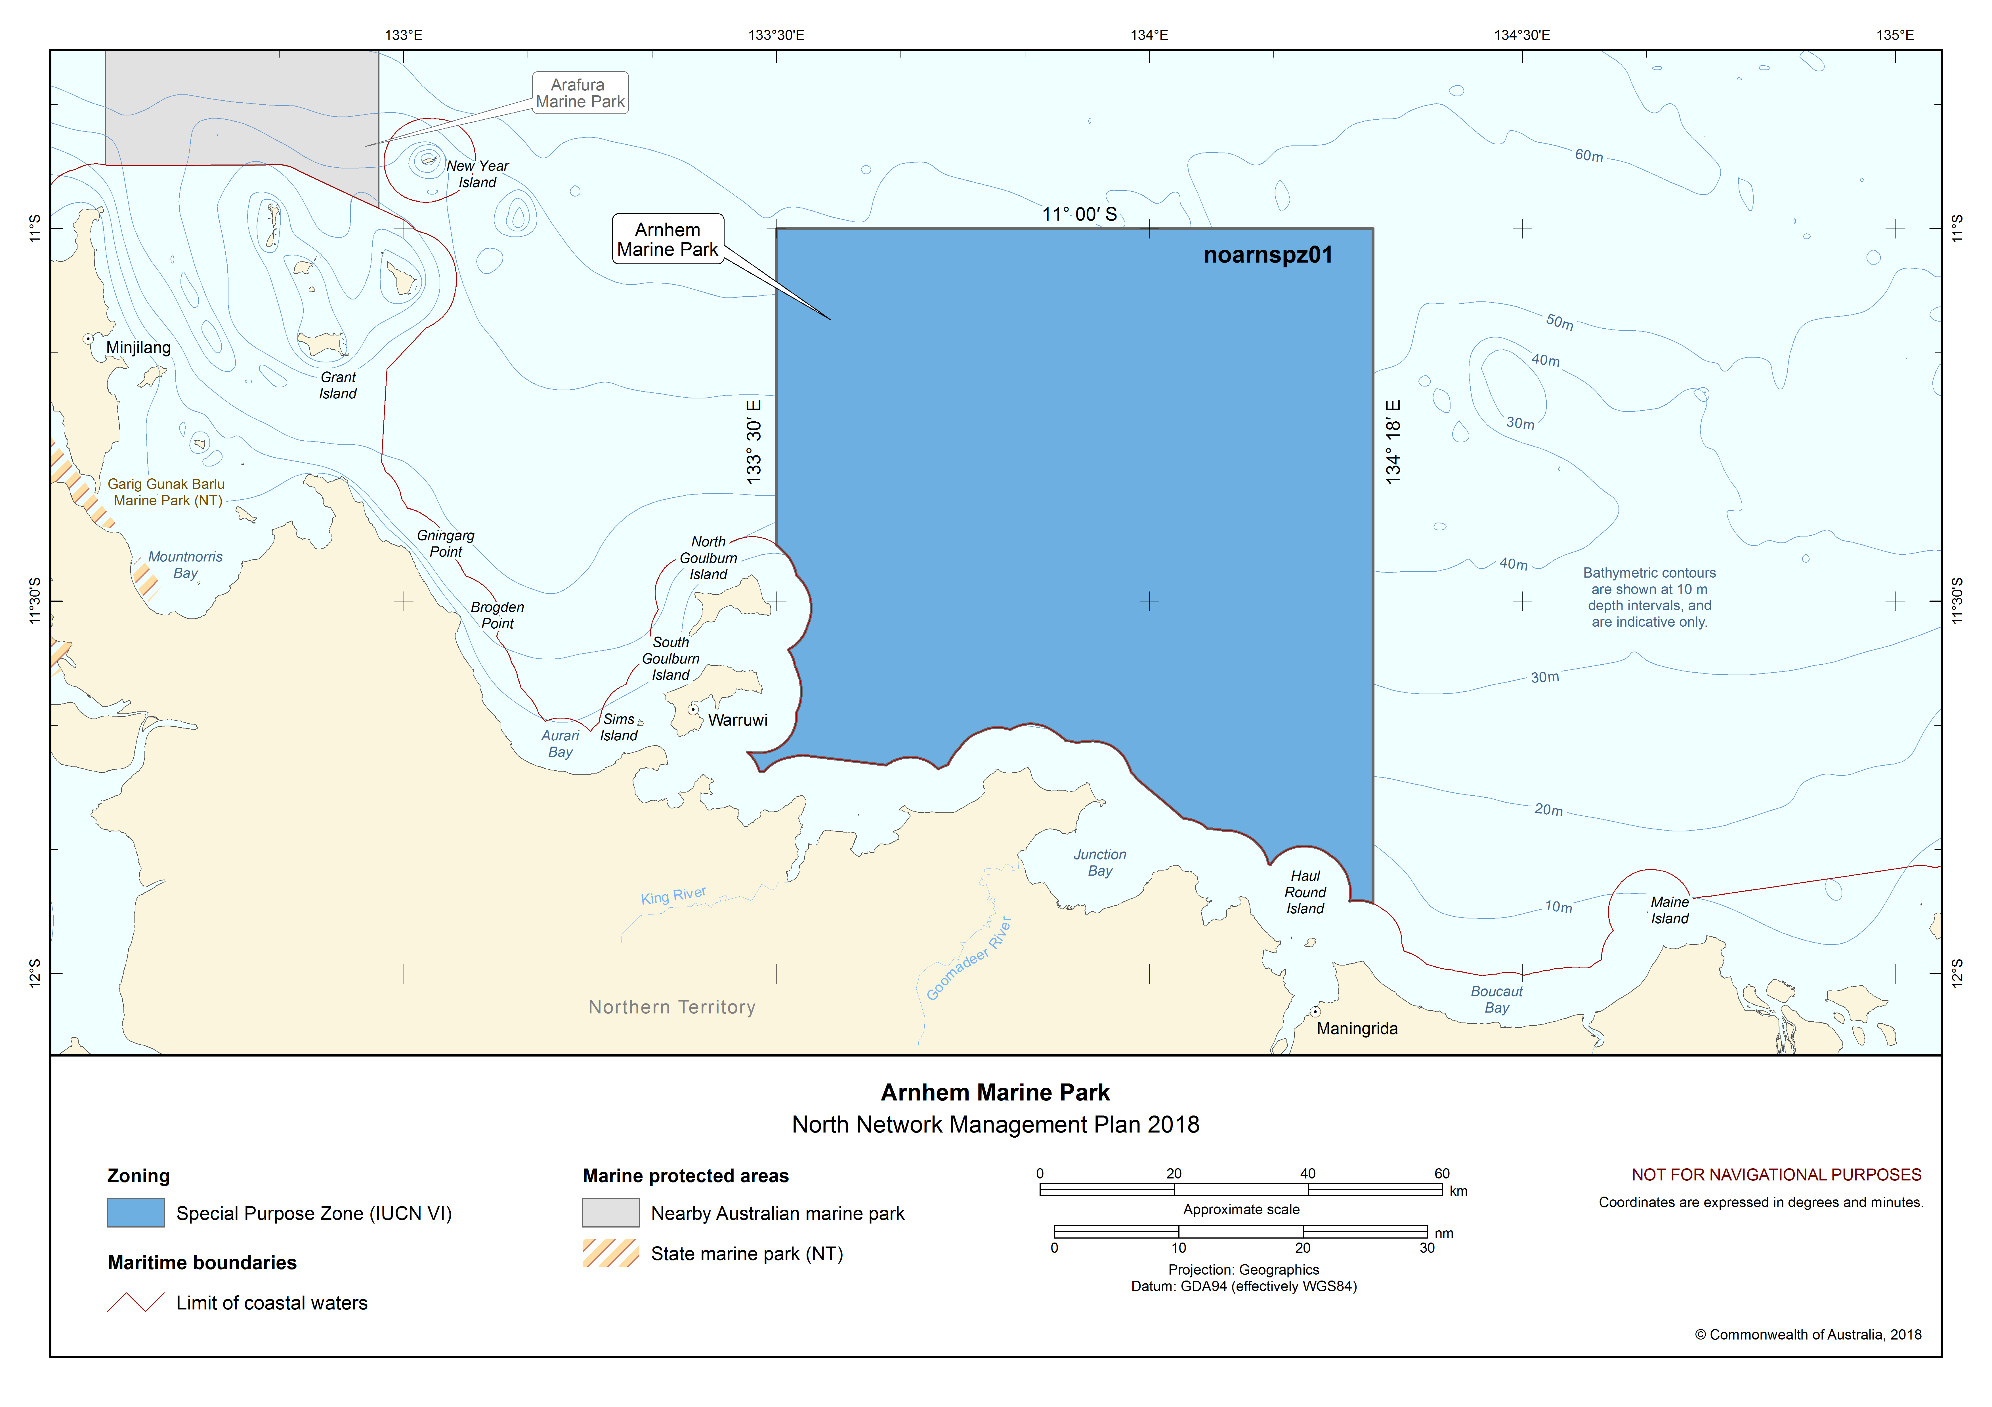 133°E
133°30'E
134°E
134°30'E
135°E
Arafura
Marine Park
New Year
Island
60m
11°S
11°S
11° 00' S
Arnhem
Marine Park
noarnspz01
Minjilang
Grant
Island
50m
40m
30m
133° 30' E
134° 18' E
Garig Gunak Barlu
Marine Park (NT)
Gningarg
Point
North
Goulburn
Island
Mountnorris
Bay
40m
Bathymetric contours
are shown at 10 m
depth intervals, and
are indicative only.
11°30'S
11°30'S
Brogden
Point
South
Goulburn
Island
30m
Warruwi
Sims
Island
Aurari
Bay
20m
Junction
Bay
King River
Haul
Round
Island
10m
Maine
Island
Goomadeer River
12°S
12°S
Northern Territory
Boucaut
Bay
Maningrida
Arnhem Marine Park
North Network Management Plan 2018
Zoning
Special Purpose Zone (IUCN VI)
Maritime boundaries
Limit of coastal waters
Marine protected areas
Nearby Australian marine park
State marine park (NT)
0 20 40 60
km
Approximate scale
nm
0 10 20 30
Projection: Geographics
Datum: GDA94 (effectively WGS84)
NOT FOR NAVIGATIONAL PURPOSES
Coordinates are expressed in degrees and minutes.
© Commonwealth of Australia, 2018